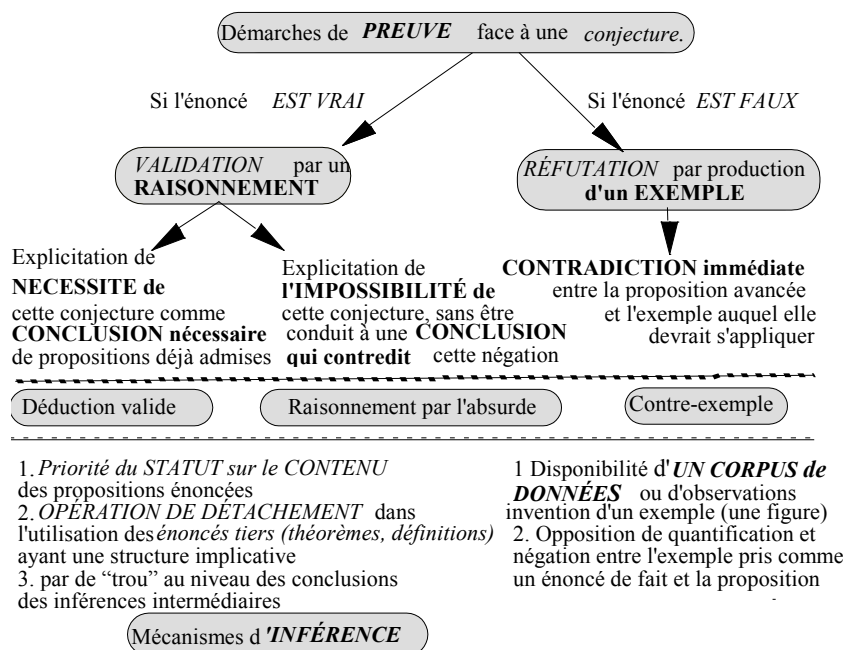 Démarches de PREUVE face à une conjecture.
Si l'énoncé EST VRAI
Si l'énoncé EST FAUX
VALIDATION par un
RAISONNEMENT
RÉFUTATION par production
d'un EXEMPLE
Explicitation de
NECESSITE de
cette conjecture comme
CONCLUSION nécessaire
de propositions déjà admises
Explicitation de
l'IMPOSSIBILITÉ de
cette conjecture, sans être
conduit à une CONCLUSION
qui contredit cette négation
CONTRADICTION immédiate
entre la proposition avancée
et l'exemple auquel elle
devrait s'appliquer
Déduction valide
Raisonnement par l'absurde
Contre-exemple
1. Priorité du STATUT sur le CONTENU
des propositions énoncées
2. OPÉRATION DE DÉTACHEMENT dans
l'utilisation des énoncés tiers (théorèmes, définitions)
ayant une structure implicative
3. par de “trou” au niveau des conclusions
des inférences intermédiaires
1 Disponibilité d'UN CORPUS de
DONNÉES ou d'observations
invention d'un exemple (une figure)
2. Opposition de quantification et
négation entre l'exemple pris comme
un énoncé de fait et la proposition
Mécanismes d'INFÉRENCE